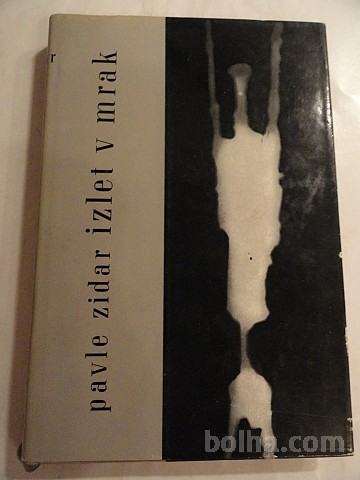 pavle zidar izlet v mrak
bolha.com